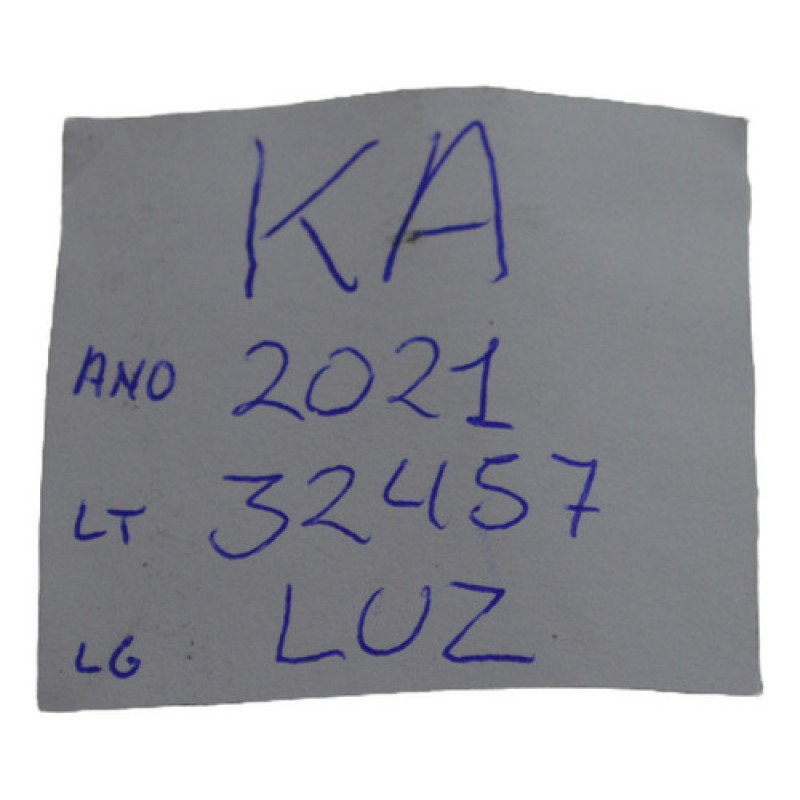 KA
ANO 2021
LT 32457
LG LUZ